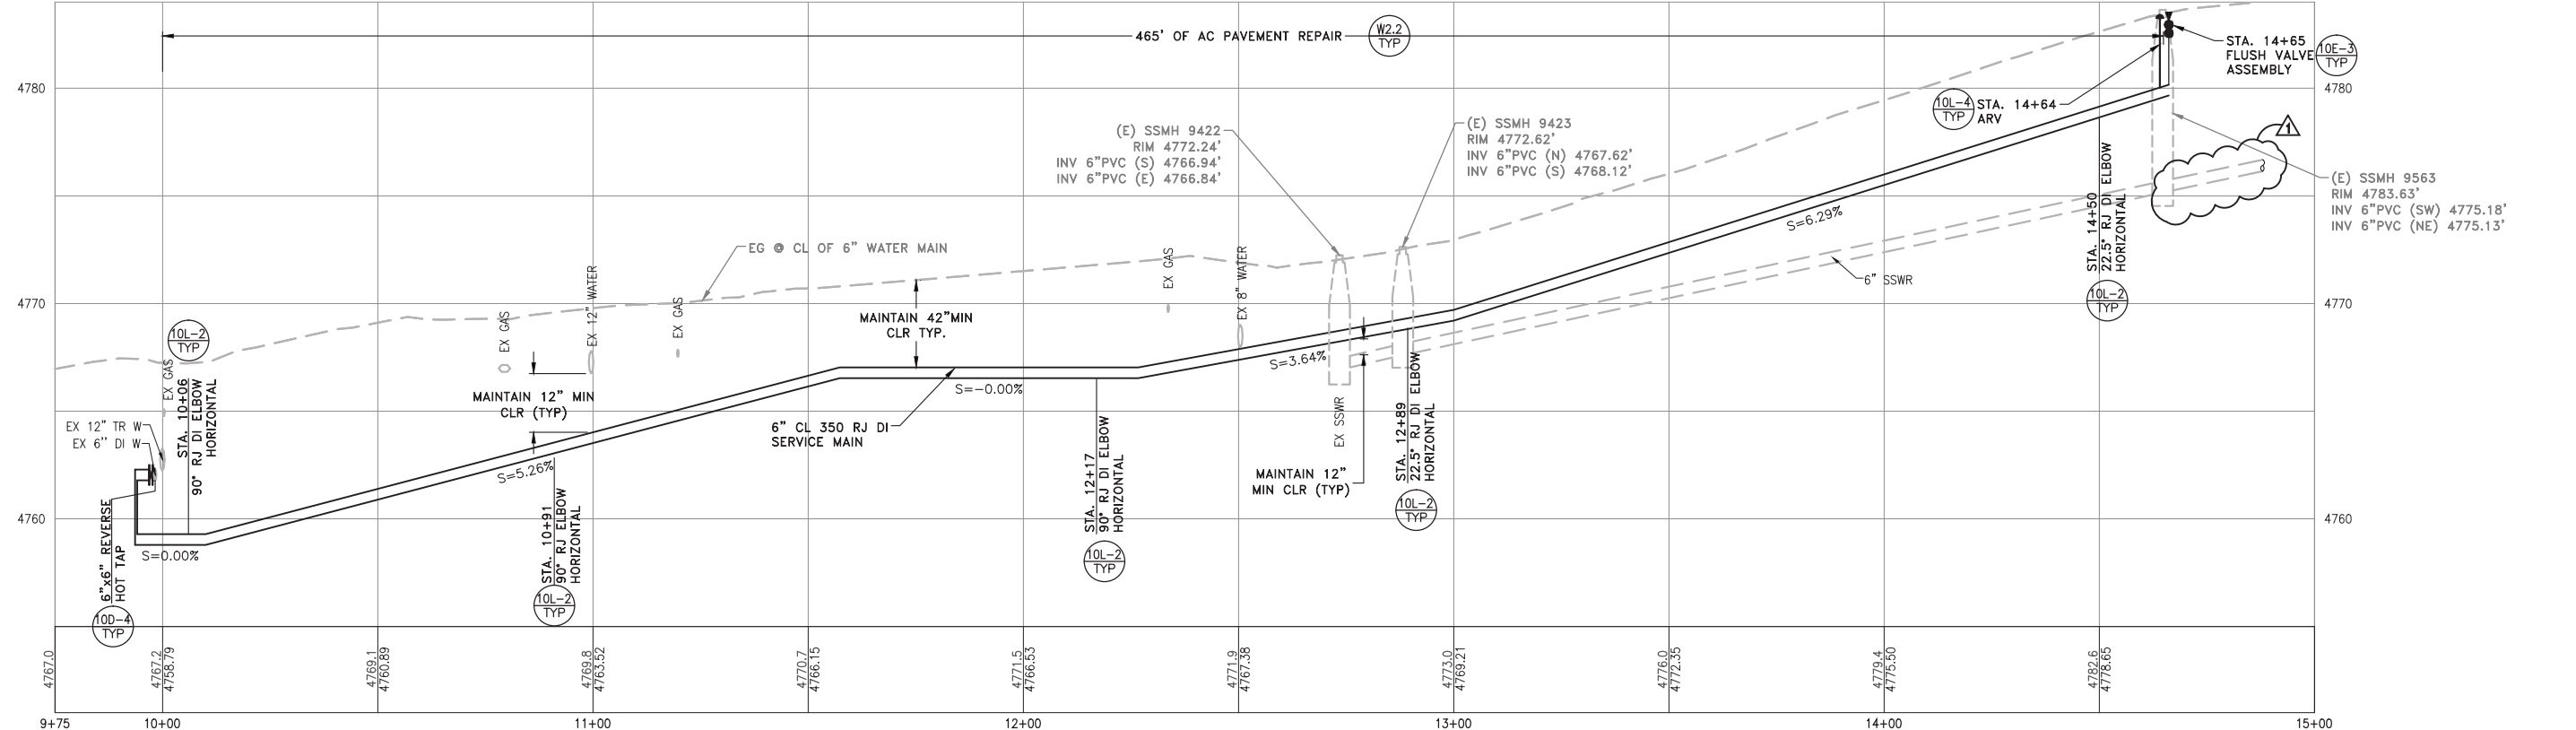 465' OF AC PAVEMENT REPAIR
W2.2
TYP
STA. 14+65
FLUSH VALVE
ASSEMBLY
10E-3
TYP
4780
4780
10L-4
TYP
STA. 14+64
ARV
(E) SSMH 9422
RIM 4772.24'
INV 6"PVC (S) 4766.94'
INV 6"PVC (E) 4766.84'
(E) SSMH 9423
RIM 4772.62'
INV 6"PVC (N) 4767.62'
INV 6"PVC (S) 4768.12'
1
(E) SSMH 9563
RIM 4783.63'
INV 6"PVC (SW) 4775.18'
INV 6"PVC (NE) 4775.13'
S=6.29%
STA. 14+50
22.5° RJ DI ELBOW
HORIZONTAL
10L-2
TYP
EG @ CL OF 6" WATER MAIN
6" SSWR
4770
4770
EX GAS
EX 12" WATER
EX GAS
EX GAS
EX 8" WATER
MAINTAIN 42"MIN
CLR TYP.
10L-2
TYP
EX GAS
STA. 10+06
90° RJ DI ELBOW
HORIZONTAL
MAINTAIN 12" MIN
CLR (TYP)
S=-0.00%
S=3.64%
6" CL 350 RJ DI
SERVICE MAIN
EX 12" TR W
EX 6'' DI W
EX SSWR
STA. 12+89
22.5° RJ DI ELBOW
HORIZONTAL
10L-2
TYP
MAINTAIN 12"
MIN CLR (TYP)
S=5.26%
STA. 12+17
90° RJ DI ELBOW
HORIZONTAL
10L-2
TYP
4760
4760
S=0.00%
6"x6" REVERSE
HOT TAP
10D-4
TYP
STA. 10+91
90° RJ ELBOW
HORIZONTAL
10L-2
TYP
4767.0
4767.2
4758.79
4769.1
4760.89
4769.8
4763.52
4770.7
4766.15
4771.5
4766.53
4771.9
4767.38
4773.0
4769.21
4776.0
4772.35
4779.4
4775.50
4782.6
4778.65
9+75
10+00
11+00
12+00
13+00
14+00
15+00